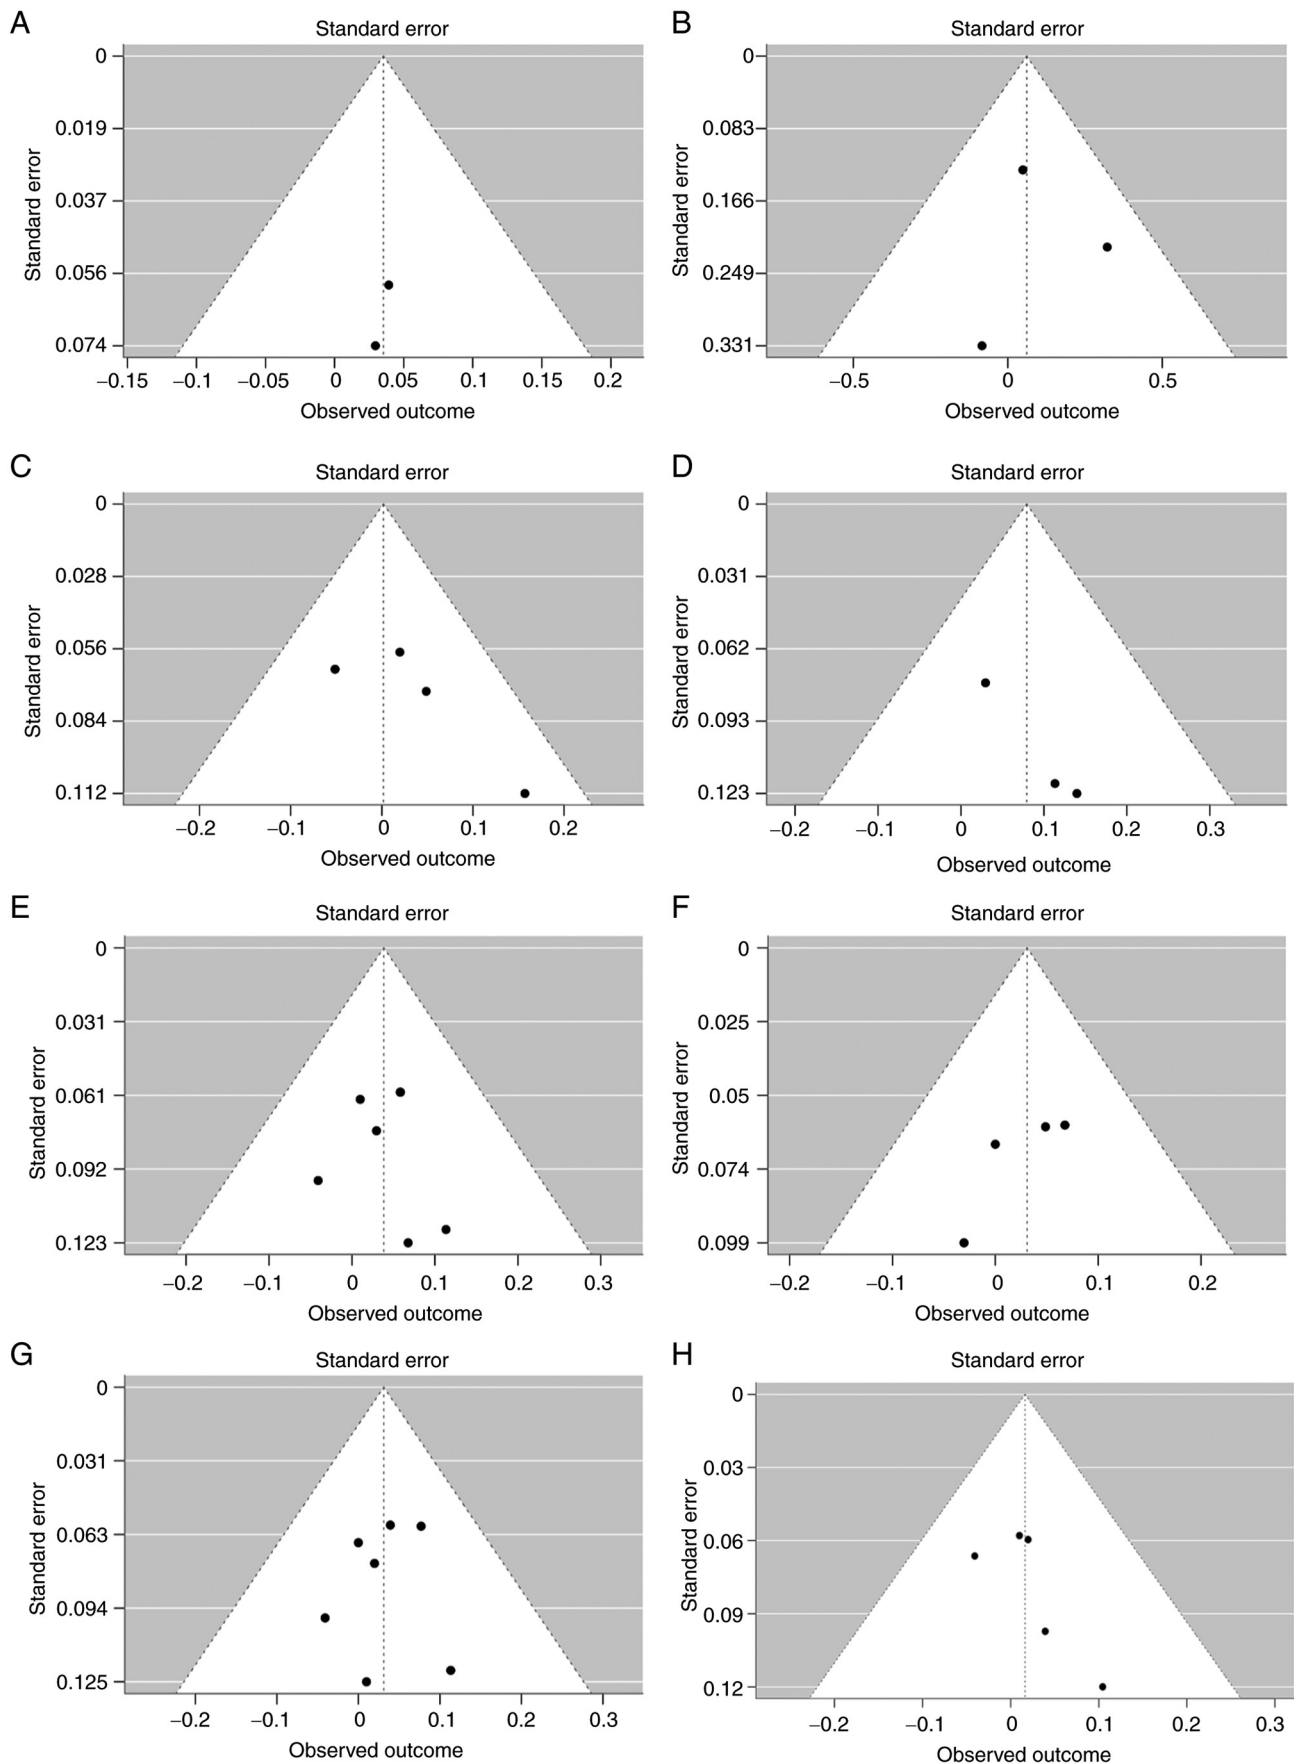 A
Standard error
Standard error
0
0.019
0.037
0.056
0.074
−0.15 −0.1 −0.05 0 0.05 0.1 0.15 0.2
Observed outcome
B
Standard error
Standard error
0
0.083
0.166
0.249
0.331
−0.5 0 0.5
Observed outcome
C
Standard error
Standard error
0
0.028
0.056
0.084
0.112
−0.2 −0.1 0 0.1 0.2
Observed outcome
D
Standard error
Standard error
0
0.031
0.062
0.093
0.123
−0.2 −0.1 0 0.1 0.2 0.3
Observed outcome
E
Standard error
Standard error
0
0.031
0.061
0.092
0.123
−0.2 −0.1 0 0.1 0.2 0.3
Observed outcome
F
Standard error
Standard error
0
0.025
0.05
0.074
0.099
−0.2 −0.1 0 0.1 0.2
Observed outcome
G
Standard error
Standard error
0
0.031
0.063
0.094
0.125
−0.2 −0.1 0 0.1 0.2 0.3
Observed outcome
H
Standard error
Standard error
0
0.03
0.06
0.09
0.12
−0.2 −0.1 0 0.1 0.2 0.3
Observed outcome